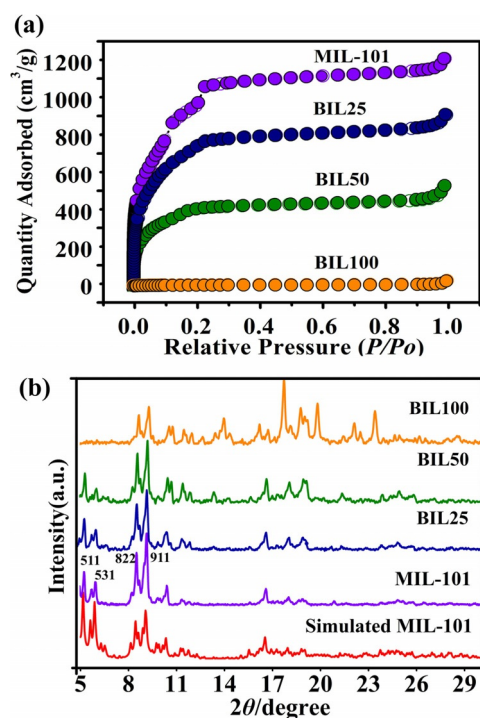 (a)
1200
1000
800
600
400
200
0
Quantity Adsorbed (cm³/g)
MIL-101
BIL25
BIL50
BIL100
0.0 0.2 0.4 0.6 0.8 1.0
Relative Pressure (P/Po)
(b)
Intensity(a.u.)
BIL100
BIL50
BIL25
511
531
822
911
MIL-101
Simulated MIL-101
5 8 11 14 17 20 23 26 29
2θ/degree